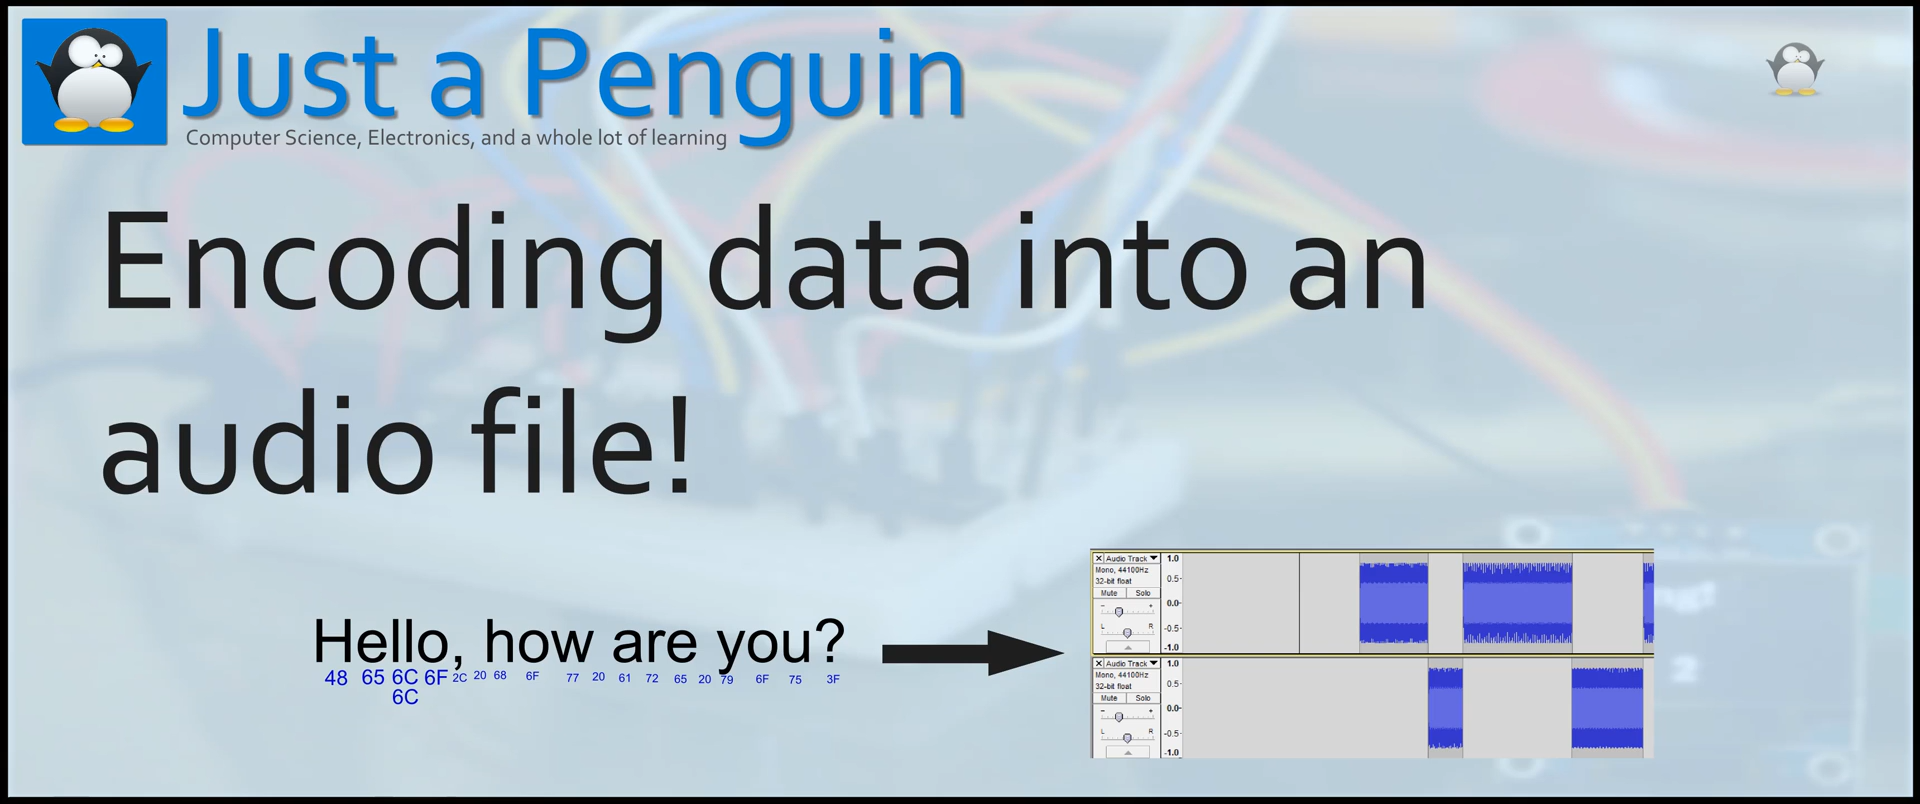 Just a Penguin
Computer Science, Electronics, and a whole lot of learning
Encoding data into an
audio file!
Hello, how are you?
48 65 6C 6F 2C 20 68 6F 77 20 61 72 65 20 79 6F 75 3F
6C
Audio Track
Mono, 44100Hz
32-bit float
Mute Solo
- +
L R
1.0
0.5
0.0
-0.5
-1.0
Audio Track
Mono, 44100Hz
32-bit float
Mute Solo
- +
L R
1.0
0.5
0.0
-0.5
-1.0
2